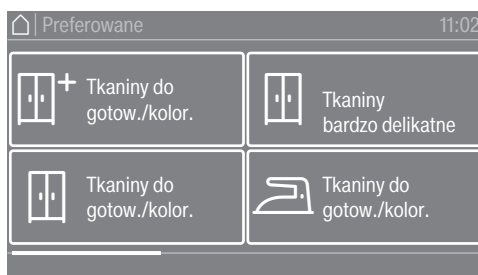 Preferowane
11:02
Tkaniny do
gotow./kolor.
Tkaniny
bardzo delikatne
Tkaniny do
gotow./kolor.
Tkaniny do
gotow./kolor.